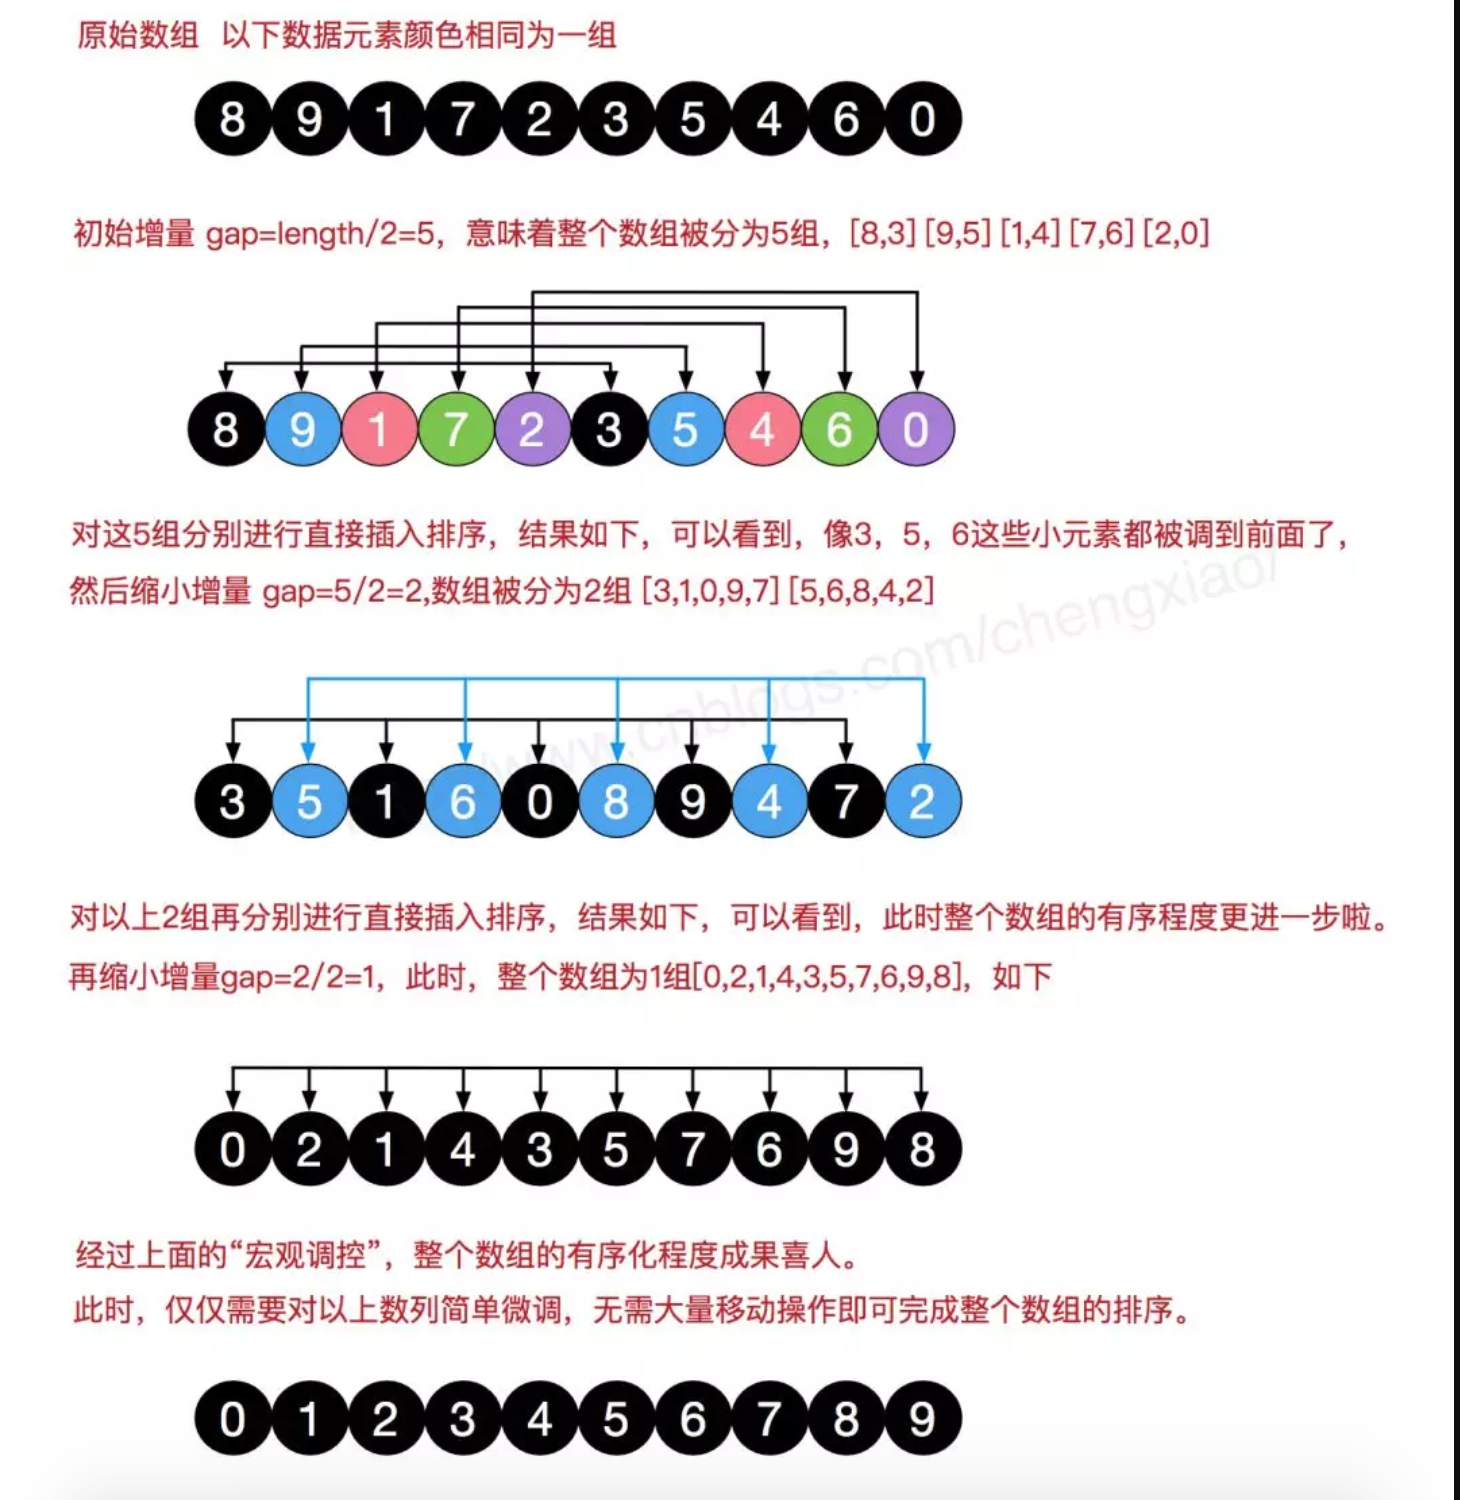 原始数组 以下数据元素颜色相同为一组
8 9 1 7 2 3 5 4 6 0
初始增量 gap=length/2=5，意味着整个数组被分为5组，[8,3] [9,5] [1,4] [7,6] [2,0]
8 9 1 7 2 3 5 4 6 0
对这5组分别进行直接插入排序，结果如下，可以看到，像3，5，6这些小元素都被调到前面了，
然后缩小增量 gap=5/2=2,数组被分为2组 [3,1,0,9,7] [5,6,8,4,2]
/www.cnblogs.com/chengxiao/
3 5 1 6 0 8 9 4 7 2
对以上2组再分别进行直接插入排序，结果如下，可以看到，此时整个数组的有序程度更进一步啦。
再缩小增量gap=2/2=1，此时，整个数组为1组[0,2,1,4,3,5,7,6,9,8]，如下
0 2 1 4 3 5 7 6 9 8
经过上面的“宏观调控”，整个数组的有序化程度成果喜人。
此时，仅仅需要对以上数列简单微调，无需大量移动操作即可完成整个数组的排序。
0 1 2 3 4 5 6 7 8 9